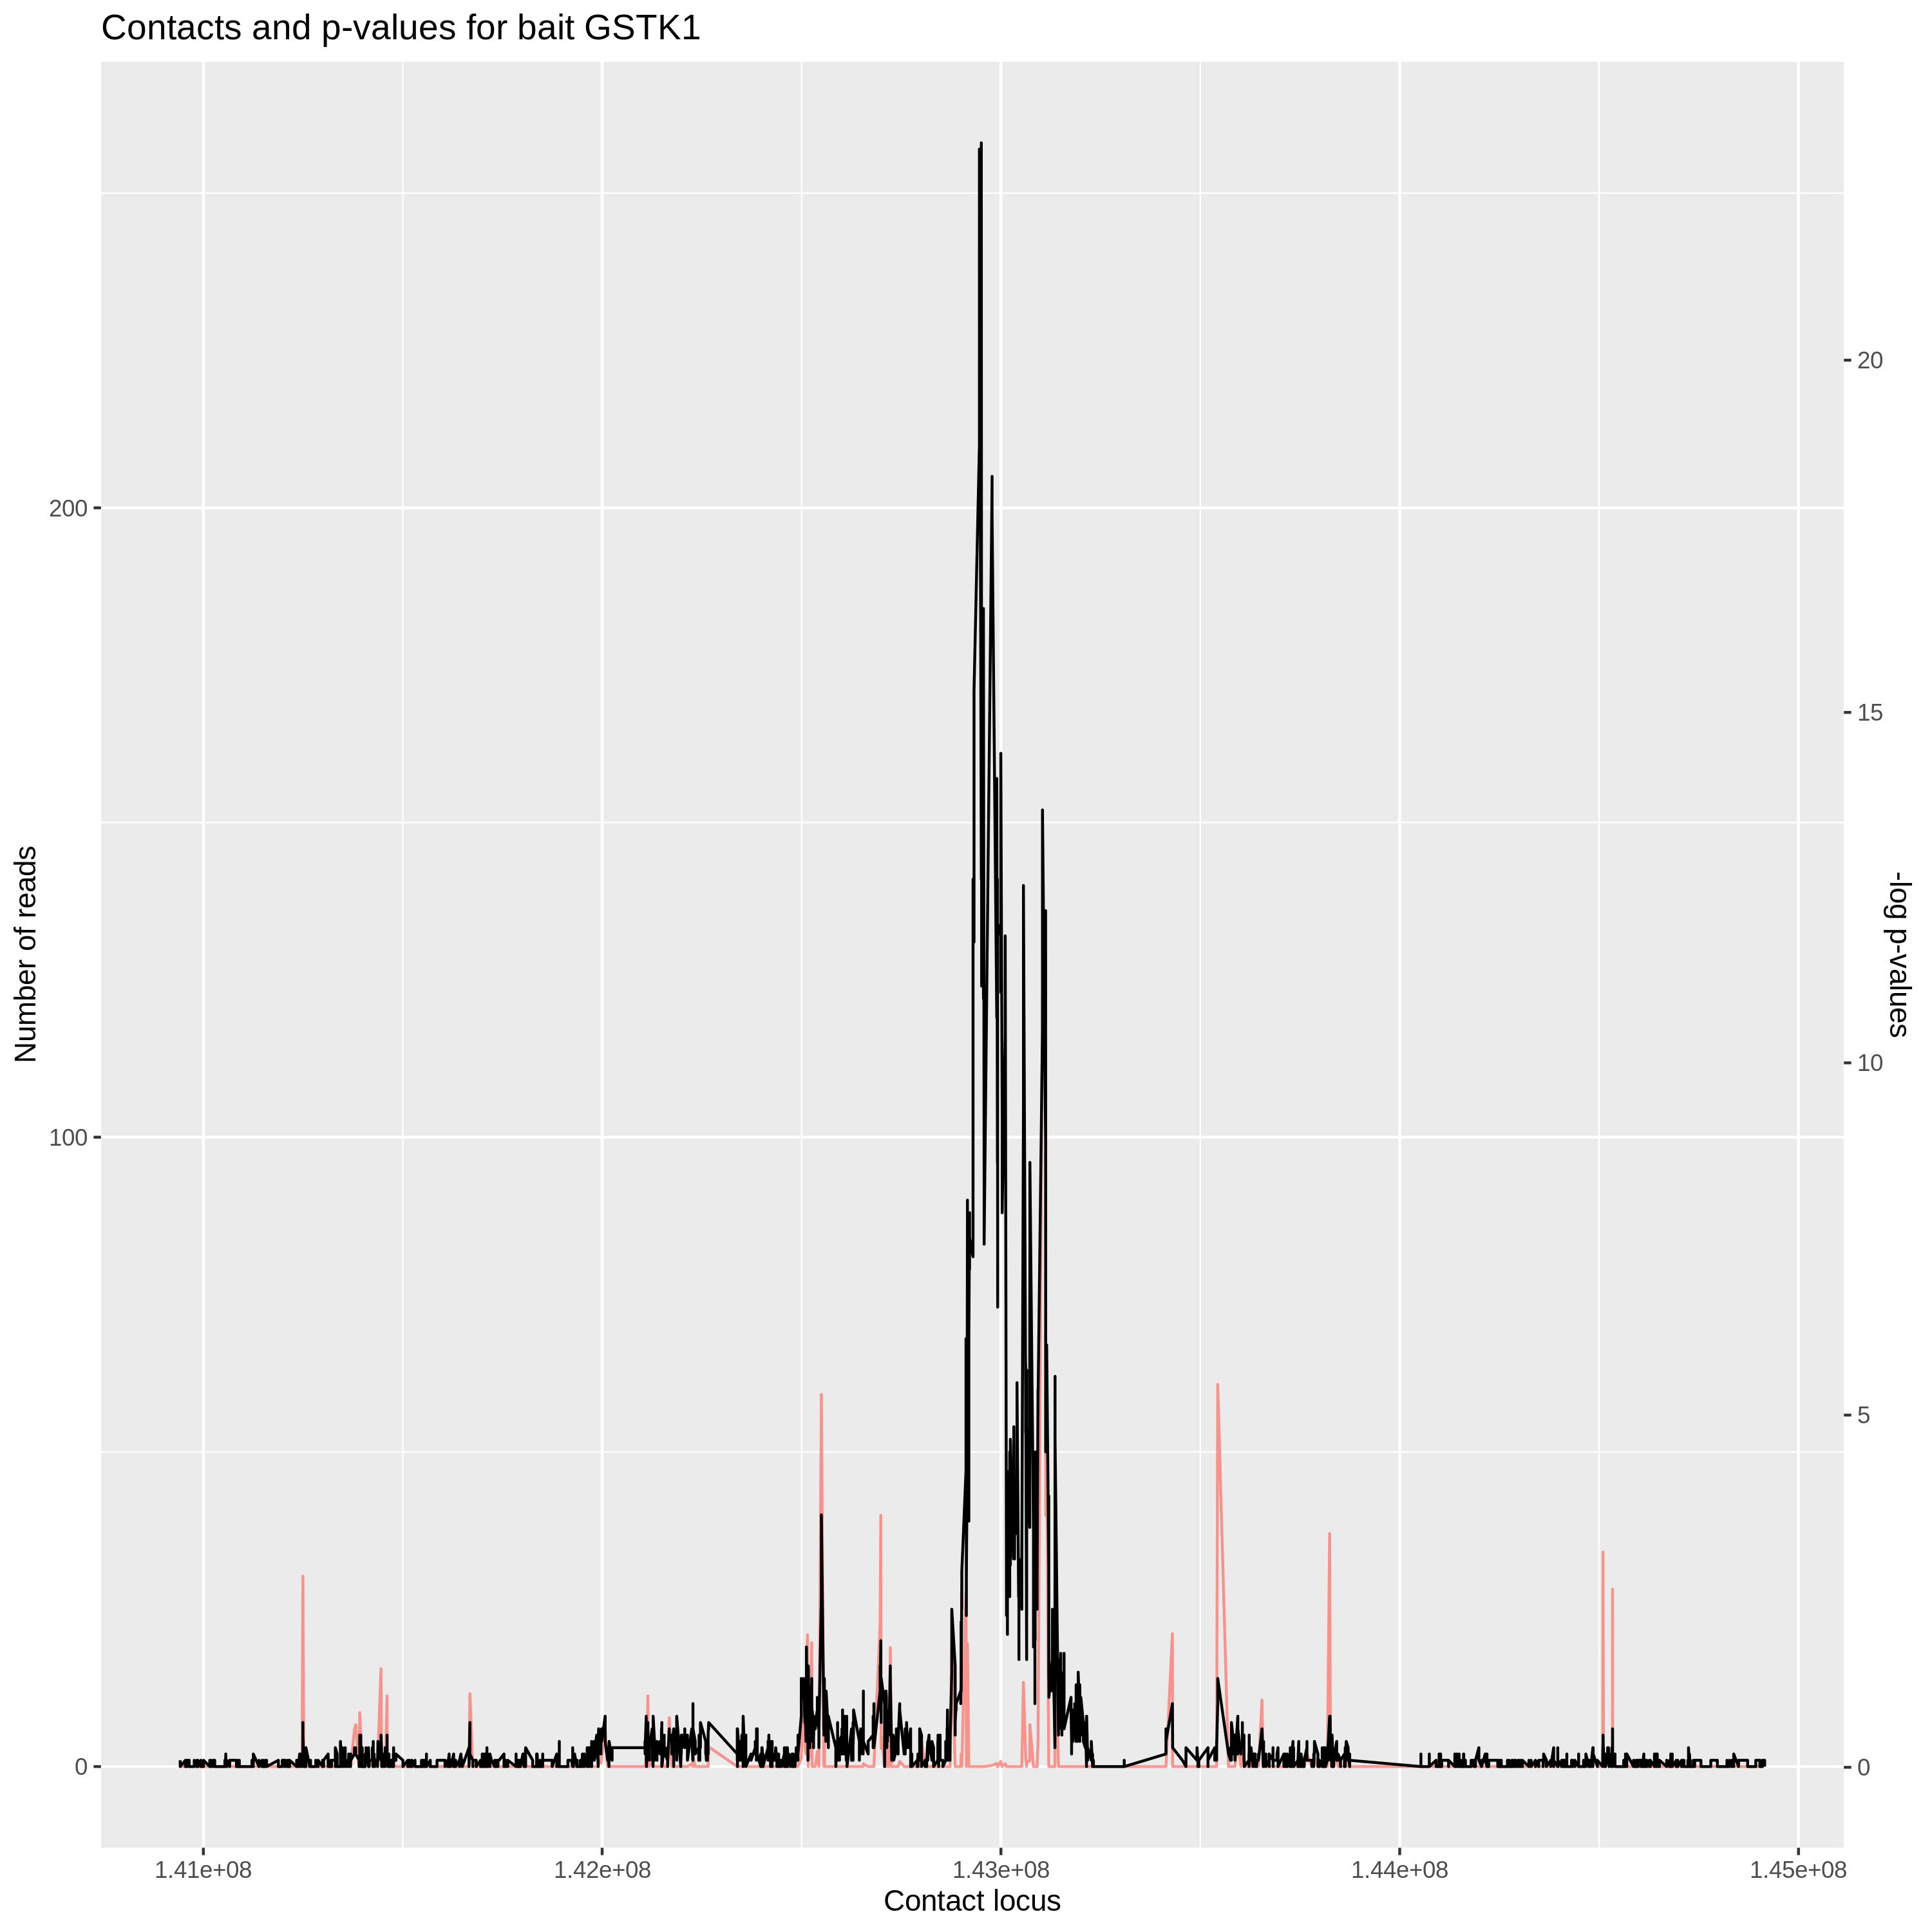 Contacts and p-values for bait GSTK1
200
100
0
Number of reads
20
15
10
5
0
-log p-values
1.41e+08
1.42e+08
1.43e+08
1.44e+08
1.45e+08
Contact locus